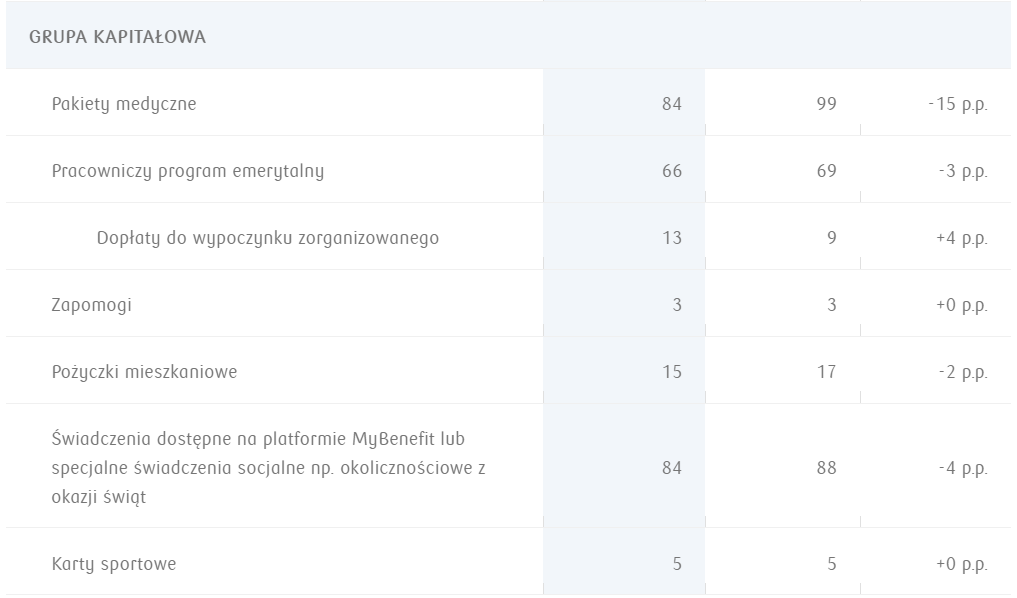 GRUPA KAPITAŁOWA
Pakiety medyczne 84 99 -15 p.p.
Pracowniczy program emerytalny 66 69 -3 p.p.
Dopłaty do wypoczynku zorganizowanego 13 9 +4 p.p.
Zapomogi 3 3 +0 p.p.
Pożyczki mieszkaniowe 15 17 -2 p.p.
Świadczenia dostępne na platformie MyBenefit lub
specjalne świadczenia socjalne np. okolicznościowe z 84 88 -4 p.p.
okazji świąt
Karty sportowe 5 5 +0 p.p.